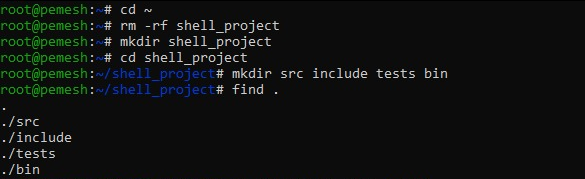 root@pemesh:~# cd ~
root@pemesh:~# rm -rf shell_project
root@pemesh:~# mkdir shell_project
root@pemesh:~# cd shell_project
root@pemesh:~/shell_project# mkdir src include tests bin
root@pemesh:~/shell_project# find .
.
./src
./include
./tests
./bin